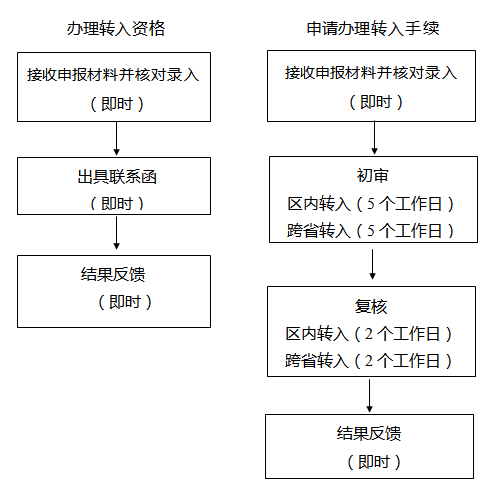 办理转入资格
接收申报材料并核对录入
（即时）
出具联系函
（即时）
结果反馈
（即时）
申请办理转入手续
接收申报材料并核对录入
（即时）
初审
区内转入（5 个工作日）
跨省转入（5 个工作日）
复核
区内转入（2 个工作日）
跨省转入（2 个工作日）
结果反馈
（即时）